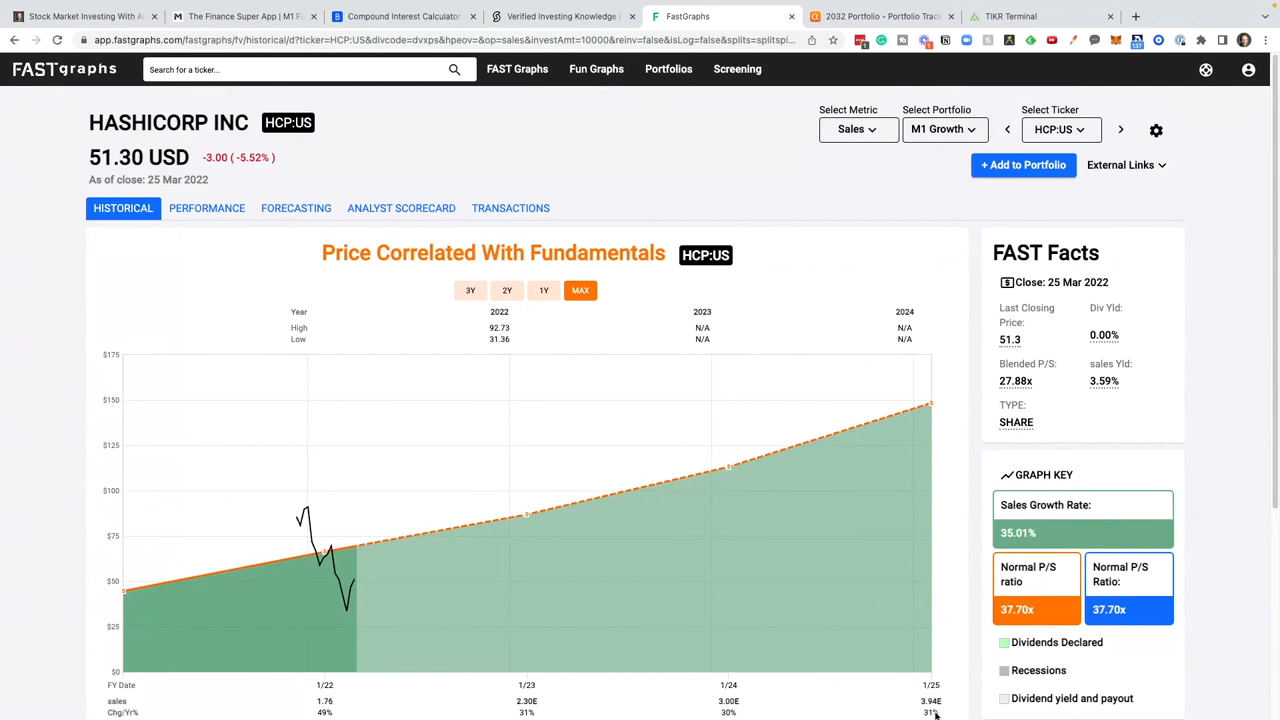 Stock Market Investing With A
The Finance Super App | M1 Fi
Compound Interest Calculator
Verified Investing Knowledge |
FastGraphs
2032 Portfolio - Portfolio Track
TIKR Terminal
app.fastgraphs.com/fastgraphs/fv/historical/d?ticker=HCP:US&divcode=dvxps&hpeov=&op=sales&investAmt=10000&reinv=false&isLog=false&splits=splitspi...
FASTgraphs
Search for a ticker...
FAST Graphs
Fun Graphs
Portfolios
Screening
HASHICORP INC HCP:US
51.30 USD -3.00 ( -5.52% )
As of close: 25 Mar 2022
Select Metric Select Portfolio Select Ticker
Sales M1 Growth HCP:US
+ Add to Portfolio External Links
HISTORICAL PERFORMANCE FORECASTING ANALYST SCORECARD TRANSACTIONS
Price Correlated With Fundamentals HCP:US
3Y 2Y 1Y MAX
Year 2022 2023 2024
High 92.73 N/A N/A
Low 31.36 N/A N/A
$175
$150
$125
$100
$75
$50
$25
$0
FY Date 1/22 1/23 1/24 1/25
sales 1.76 2.30E 3.00E 3.94E
Chg/Yr% 49% 31% 30% 31%
FAST Facts
Close: 25 Mar 2022
Last Closing Price: Div Yld:
51.3 0.00%
Blended P/S: sales Yld:
27.88x 3.59%
TYPE:
SHARE
GRAPH KEY
Sales Growth Rate:
35.01%
Normal P/S ratio Normal P/S Ratio:
37.70x 37.70x
Dividends Declared
Recessions
Dividend yield and payout